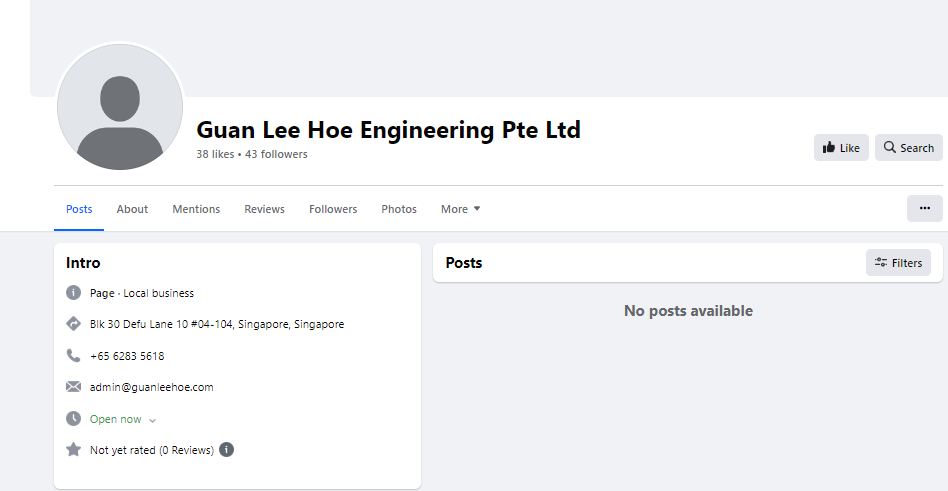 Guan Lee Hoe Engineering Pte Ltd
38 likes • 43 followers
Like
Search
Posts
About
Mentions
Reviews
Followers
Photos
More
Intro
Page · Local business
Blk 30 Defu Lane 10 #04-104, Singapore, Singapore
+65 6283 5618
admin@guanleehoe.com
Open now
Not yet rated (0 Reviews)
Posts
Filters
No posts available